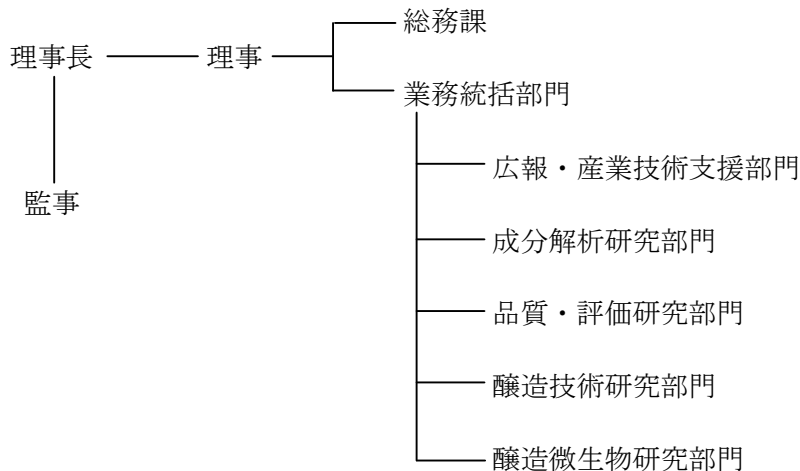 総務課
理事長
理事
業務統括部門
広報・産業技術支援部門
監事
成分解析研究部門
品質・評価研究部門
醸造技術研究部門
醸造微生物研究部門